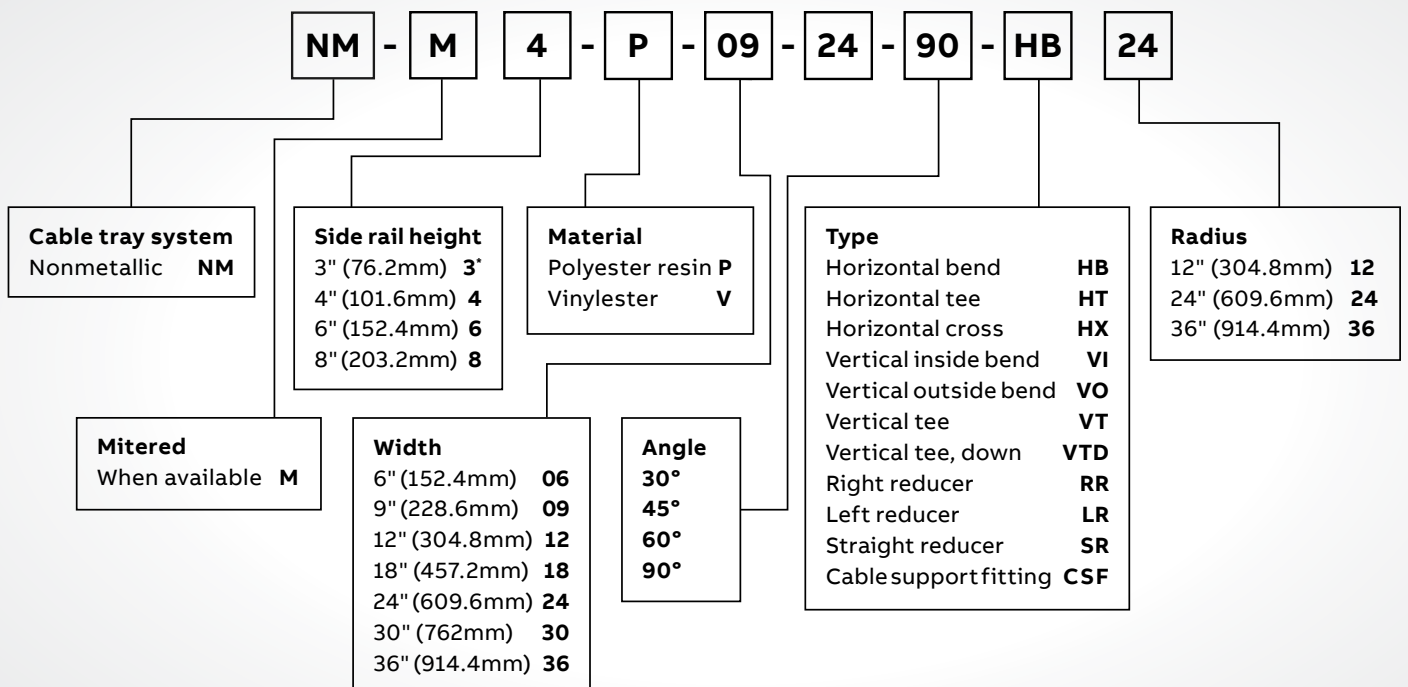 NM - M 4 - P - 09 - 24 - 90 - HB 24
Cable tray system
Nonmetallic NM
Side rail height
3" (76.2mm) 3*
4" (101.6mm) 4
6" (152.4mm) 6
8" (203.2mm) 8
Material
Polyester resin P
Vinylester V
Type
Horizontal bend HB
Horizontal tee HT
Horizontal cross HX
Vertical inside bend VI
Vertical outside bend VO
Vertical tee VT
Vertical tee, down VTD
Right reducer RR
Left reducer LR
Straight reducer SR
Cable support fitting CSF
Radius
12" (304.8mm) 12
24" (609.6mm) 24
36" (914.4mm) 36
Mitered
When available M
Width
6" (152.4mm) 06
9" (228.6mm) 09
12" (304.8mm) 12
18" (457.2mm) 18
24" (609.6mm) 24
30" (762mm) 30
36" (914.4mm) 36
Angle
30°
45°
60°
90°